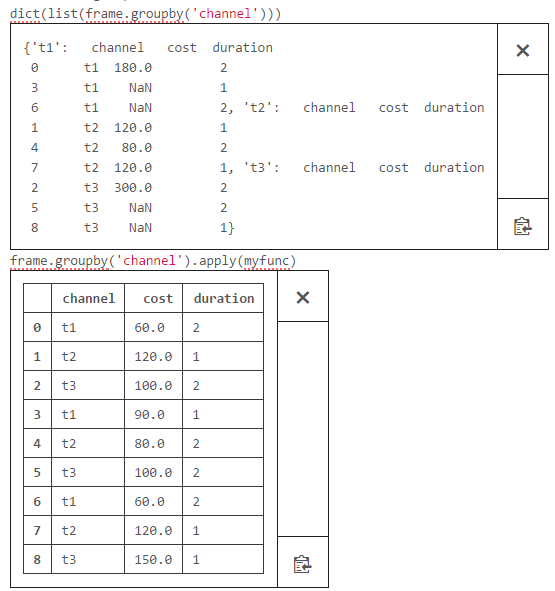 dict(list(frame.groupby('channel')))
{'t1':   channel   cost  duration
0      t1  180.0         2
3      t1    NaN         1
6      t1    NaN         2, 't2':   channel   cost  duration
1      t2  120.0         1
4      t2   80.0         2
7      t2  120.0         1, 't3':   channel   cost  duration
2      t3  300.0         2
5      t3    NaN         2
8      t3    NaN         1}
frame.groupby('channel').apply(myfunc)
channel cost duration
0 t1 60.0 2
1 t2 120.0 1
2 t3 100.0 2
3 t1 90.0 1
4 t2 80.0 2
5 t3 100.0 2
6 t1 60.0 2
7 t2 120.0 1
8 t3 150.0 1